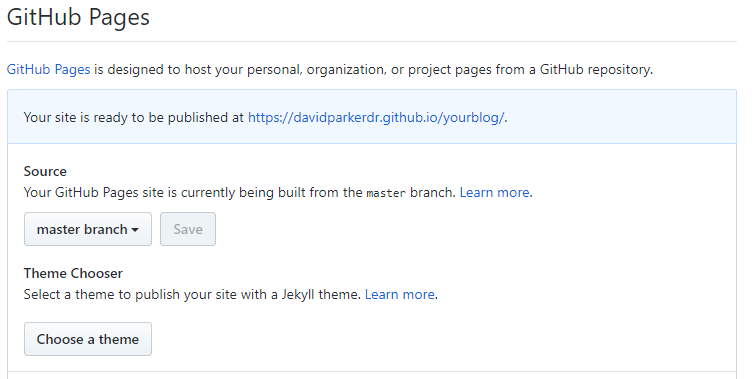 GitHub Pages
GitHub Pages is designed to host your personal, organization, or project pages from a GitHub repository.
Your site is ready to be published at https://davidparkerdr.github.io/yourblog/.
Source
Your GitHub Pages site is currently being built from the master branch. Learn more.
master branch Save
Theme Chooser
Select a theme to publish your site with a Jekyll theme. Learn more.
Choose a theme